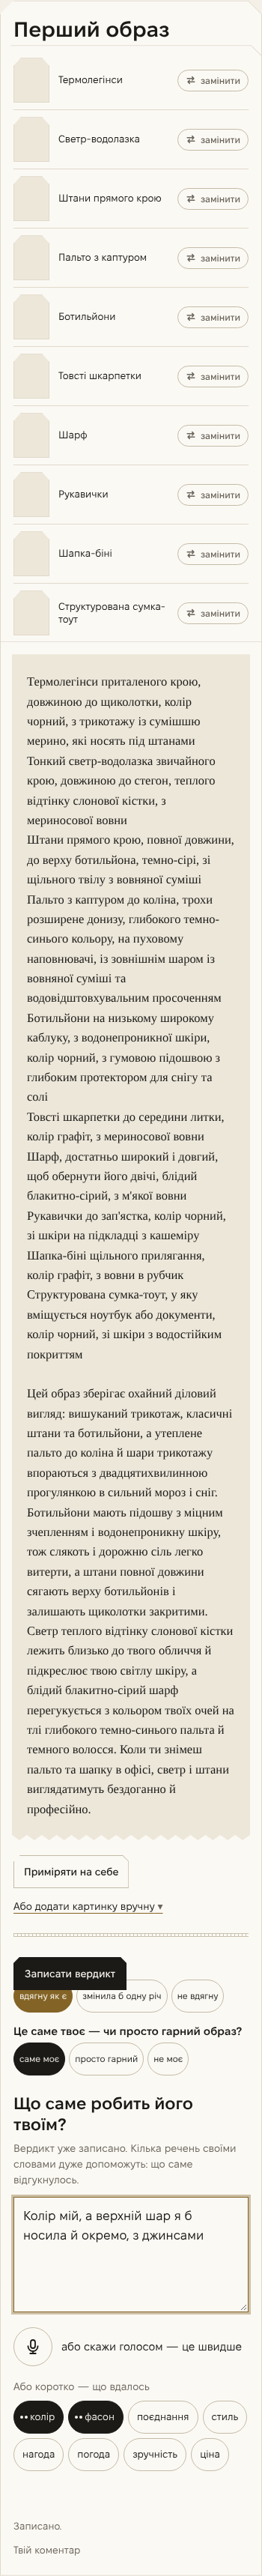 Перший образ
Термолегінси
замінити
Светр-водолазка
замінити
Штани прямого крою
замінити
Пальто з каптуром
замінити
Ботильйони
замінити
Товсті шкарпетки
замінити
Шарф
замінити
Рукавички
замінити
Шапка-біні
замінити
Структурована сумка-
тоут
замінити
Термолегінси приталеного крою,
довжиною до щиколотки, колір
чорний, з трикотажу із сумішшю
мерино, які носять під штанами
Тонкий светр-водолазка звичайного
крою, довжиною до стегон, теплого
відтінку слонової кістки, з
мериносової вовни
Штани прямого крою, повної довжини,
до верху ботильйона, темно-сірі, зі
щільного твілу з вовняної суміші
Пальто з каптуром до коліна, трохи
розширене донизу, глибокого темно-
синього кольору, на пуховому
наповнювачі, із зовнішнім шаром із
вовняної суміші та
водовідштовхувальним просоченням
Ботильйони на низькому широкому
каблуку, з водонепроникної шкіри,
колір чорний, з гумовою підошвою з
глибоким протектором для снігу та
солі
Товсті шкарпетки до середини литки,
колір графіт, з мериносової вовни
Шарф, достатньо широкий і довгий,
щоб обернути його двічі, блідий
блакитно-сірий, з м'якої вовни
Рукавички до зап'ястка, колір чорний,
зі шкіри на підкладці з кашеміру
Шапка-біні щільного прилягання,
колір графіт, з вовни в рубчик
Структурована сумка-тоут, у яку
вміщується ноутбук або документи,
колір чорний, зі шкіри з водостійким
покриттям
Цей образ зберігає охайний діловий
вигляд: вишуканий трикотаж, класичні
штани та ботильйони, а утеплене
пальто до коліна й шари трикотажу
впораються з двадцятихвилинною
прогулянкою в сильний мороз і сніг.
Ботильйони мають підошву з міцним
зчепленням і водонепроникну шкіру,
тож слякоть і дорожню сіль легко
витерти, а штани повної довжини
сягають верху ботильйонів і
залишають щиколотки закритими.
Светр теплого відтінку слонової кістки
лежить близько до твого обличчя й
підкреслює твою світлу шкіру, а
блідий блакитно-сірий шарф
перегукується з кольором твоїх очей на
тлі глибокого темно-синього пальта й
темного волосся. Коли ти знімеш
пальто та шапку в офісі, светр і штани
виглядатимуть бездоганно й
професійно.
Приміряти на себе
Або додати картинку вручну ▾
Записати вердикт
вдягну як є
змінила б одну річ
не вдягну
Це саме твоє — чи просто гарний образ?
саме моє
просто гарний
не моє
Що саме робить його
твоїм?
Вердикт уже записано. Кілька речень своїми
словами дуже допоможуть: що саме
відгукнулось.
Колір мій, а верхній шар я б
носила й окремо, з джинсами
або скажи голосом — це швидше
Або коротко — що вдалось
колір
фасон
поєднання
стиль
нагода
погода
зручність
ціна
Записано.
Твій коментар